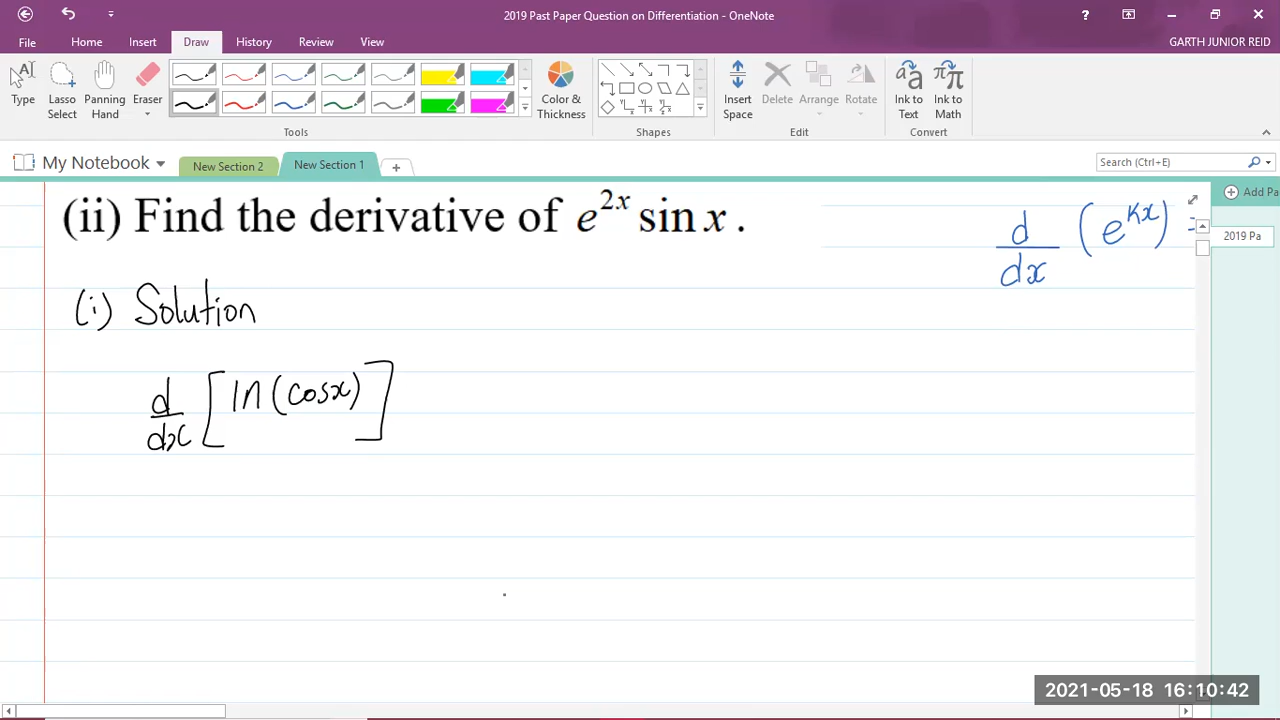 2019 Past Paper Question on Differentiation - OneNote
?
File Home Insert Draw History Review View GARTH JUNIOR REID
Type Lasso Select Panning Hand Eraser Color & Thickness Insert Space Delete Arrange Rotate Ink to Text Ink to Math
Tools Shapes Edit Convert
My Notebook New Section 2 New Section 1 + Search (Ctrl+E)
Add Pa
2019 Pa
(ii) Find the derivative of e^{2x} sin x .
d/dx (e^{kx}) =
(i) Solution
d/dx [ln(cosx)]
2021-05-18 16:10:42